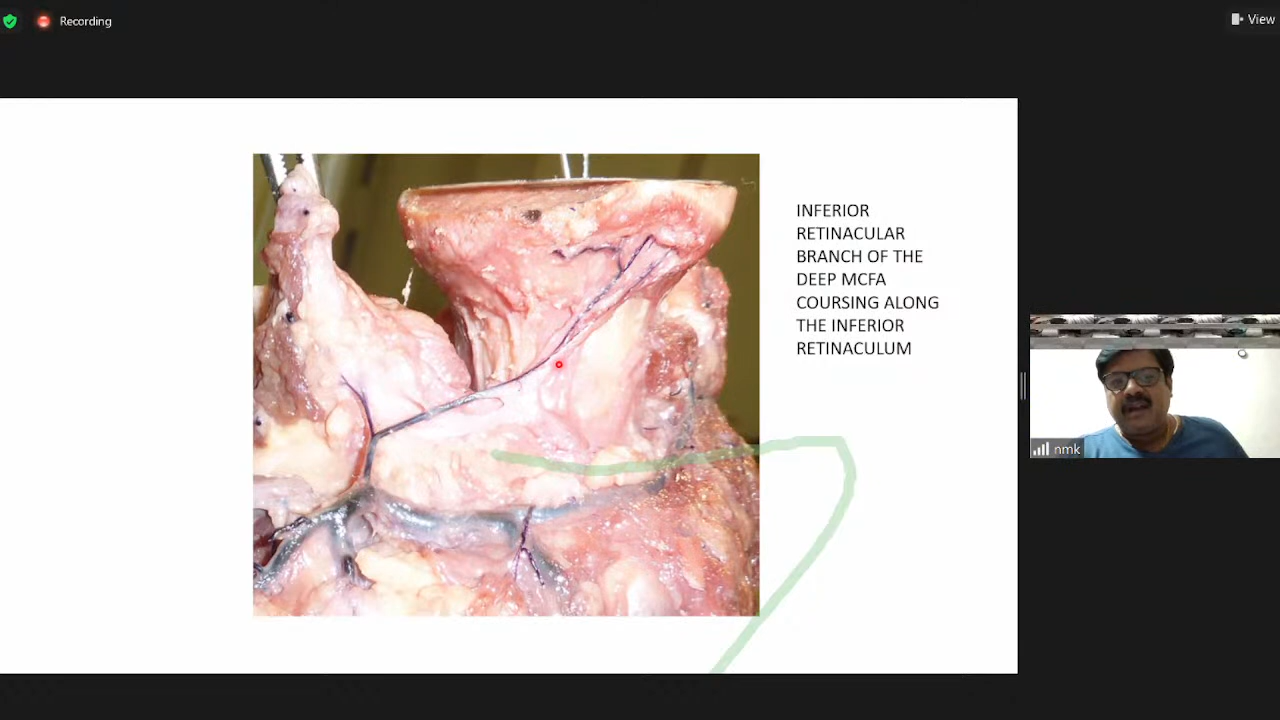 Recording
View
INFERIOR
RETINACULAR
BRANCH OF THE
DEEP MCFA
COURSING ALONG
THE INFERIOR
RETINACULUM
nmk